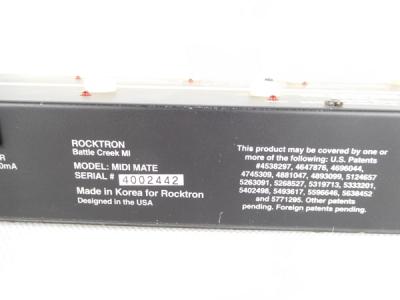 R
0mA
ROCKTRON
Battle Creek MI
MODEL: MIDI MATE
SERIAL # 4002442
Made in Korea for Rocktron
Designed in the USA
This product may be covered by one or
more of the following: U.S. Patents
#4538297, 4647876, 4696044,
4745309, 4881047, 4893099, 5124657
5263091, 5268527, 5319713, 5333201,
5402498, 5493617, 5596646, 5638452
and 5771295. Other patents
pending. Foreign patents pending.